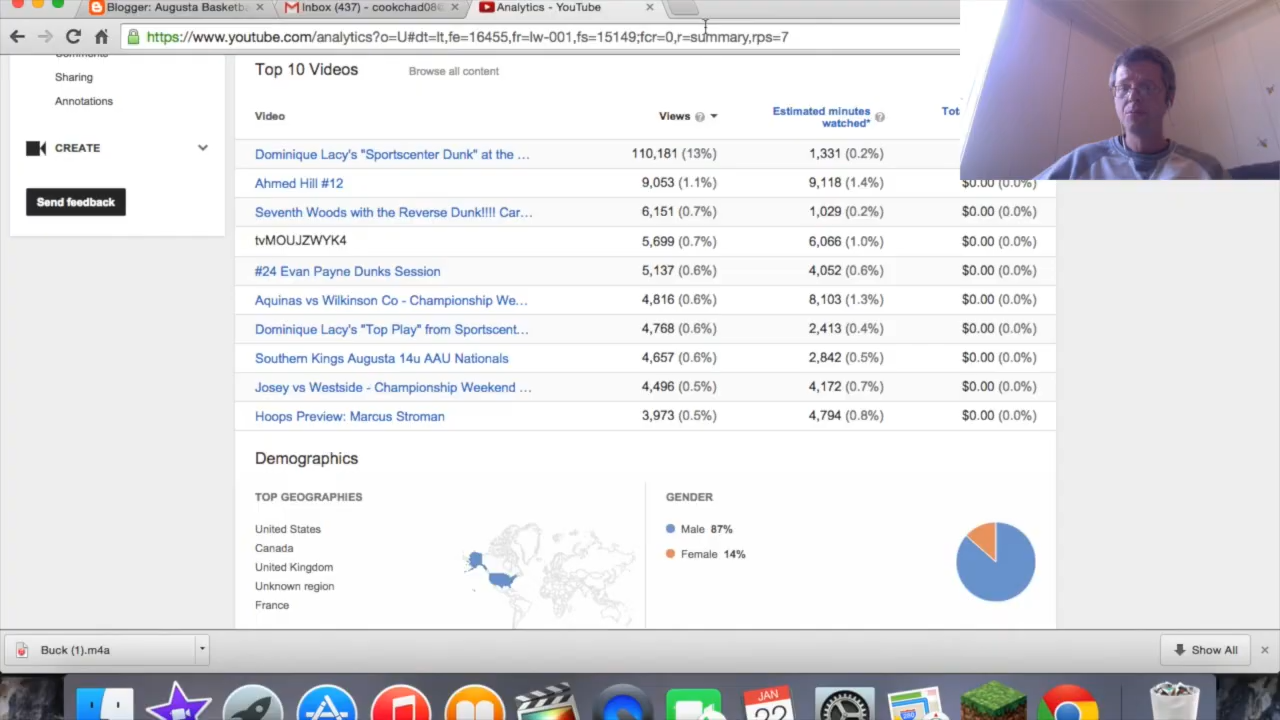 Blogger: Augusta Basketba
Inbox (437) - cookchad08
Analytics - YouTube
https://www.youtube.com/analytics?o=U#dt=lt,fe=16455,fr=lw-001,fs=15149;fcr=0,r=summary,rps=7
Comments
Sharing
Annotations
CREATE
Send feedback
Top 10 Videos Browse all content
Video Views Estimated minutes watched* Tot
Dominique Lacy's "Sportscenter Dunk" at the ... 110,181 (13%) 1,331 (0.2%)
Ahmed Hill #12 9,053 (1.1%) 9,118 (1.4%) $0.00 (0.0%)
Seventh Woods with the Reverse Dunk!!!! Car... 6,151 (0.7%) 1,029 (0.2%) $0.00 (0.0%)
tvMOUJZWYK4 5,699 (0.7%) 6,066 (1.0%) $0.00 (0.0%)
#24 Evan Payne Dunks Session 5,137 (0.6%) 4,052 (0.6%) $0.00 (0.0%)
Aquinas vs Wilkinson Co - Championship We... 4,816 (0.6%) 8,103 (1.3%) $0.00 (0.0%)
Dominique Lacy's "Top Play" from Sportscent... 4,768 (0.6%) 2,413 (0.4%) $0.00 (0.0%)
Southern Kings Augusta 14u AAU Nationals 4,657 (0.6%) 2,842 (0.5%) $0.00 (0.0%)
Josey vs Westside - Championship Weekend ... 4,496 (0.5%) 4,172 (0.7%) $0.00 (0.0%)
Hoops Preview: Marcus Stroman 3,973 (0.5%) 4,794 (0.8%) $0.00 (0.0%)
Demographics
TOP GEOGRAPHIES
United States
Canada
United Kingdom
Unknown region
France
GENDER
Male 87%
Female 14%
Buck (1).m4a
Show All
JAN
22